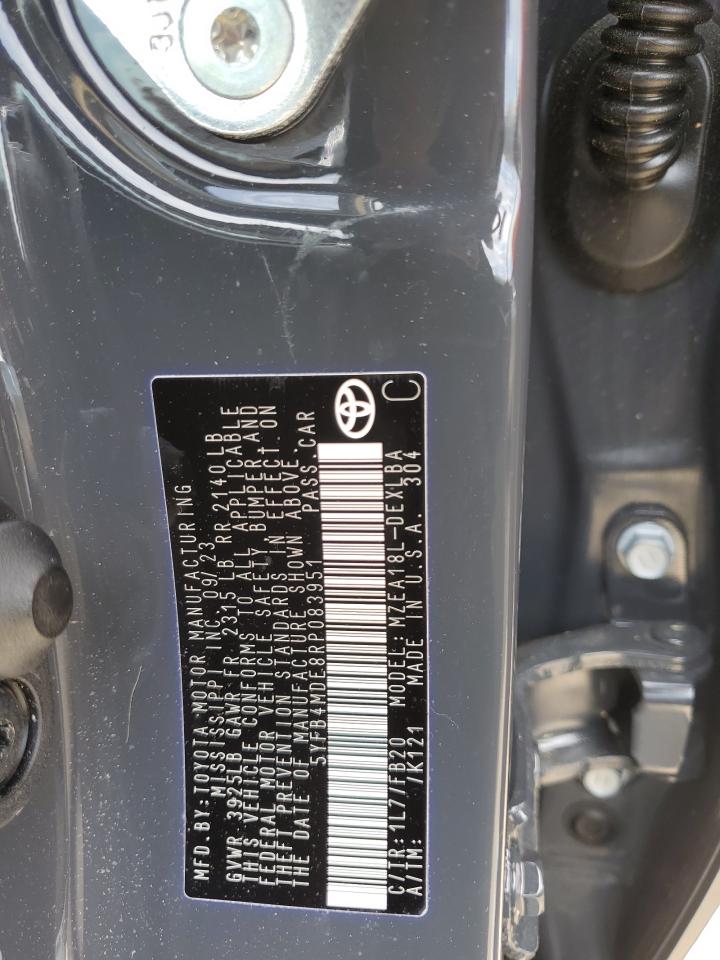 MFD.BY:TOYOTA MOTOR MANUFACTURING
MISSISSIPPI, INC. 09/23
GVWR 3925LB GAWR FR 2315 LB RR 2140LB
THIS VEHICLE CONFORMS TO ALL APPLICABLE
FEDERAL MOTOR VEHICLE SAFETY, BUMPER AND
THEFT PREVENTION STANDARDS IN EFFECT ON
THE DATE OF MANUFACTURE SHOWN ABOVE.
5YFB4MDE8RP083951 PASS.CAR
C/TR:1L7/FB20 MODEL:MZEA18L-DEXLBA
A/TM: /K121 MADE IN U.S.A. 304
C